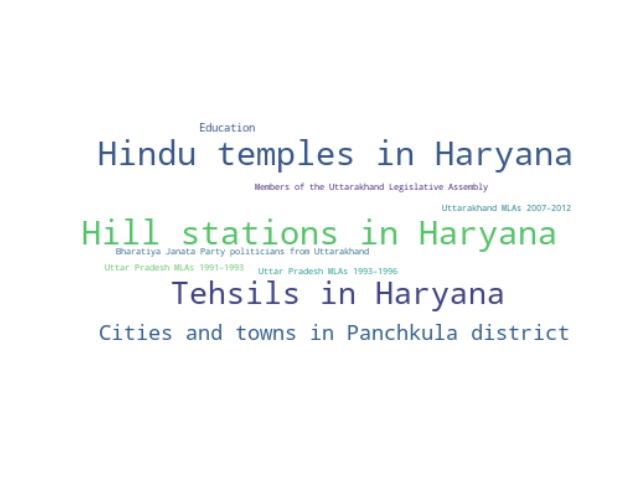 Education
Hindu temples in Haryana
Members of the Uttarakhand Legislative Assembly
Uttarakhand MLAs 2007–2012
Hill stations in Haryana
Bharatiya Janata Party politicians from Uttarakhand
Uttar Pradesh MLAs 1991–1993
Uttar Pradesh MLAs 1993–1996
Tehsils in Haryana
Cities and towns in Panchkula district